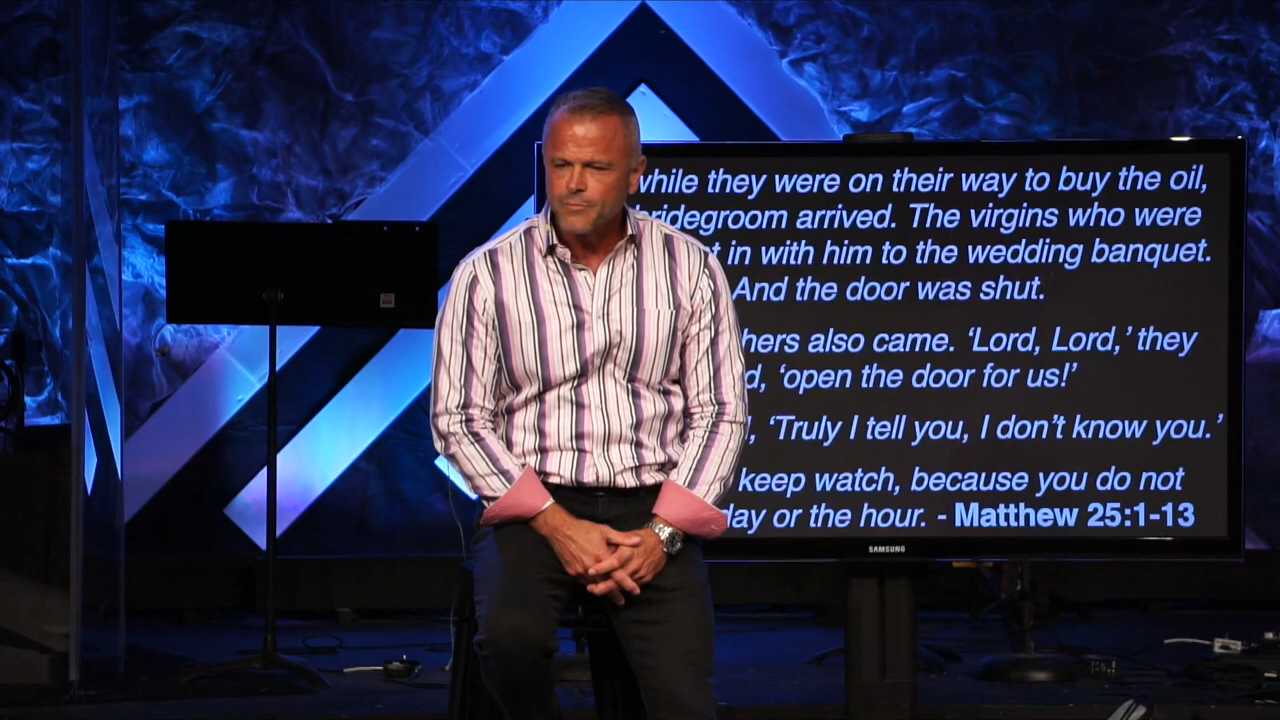 while they were on their way to buy the oil,
bridegroom arrived. The virgins who were
in with him to the wedding banquet.
And the door was shut.
also came. ‘Lord, Lord,’ they
‘open the door for us!’
‘Truly I tell you, I don’t know you.’
keep watch, because you do not
day or the hour. - Matthew 25:1-13
SAMSUNG